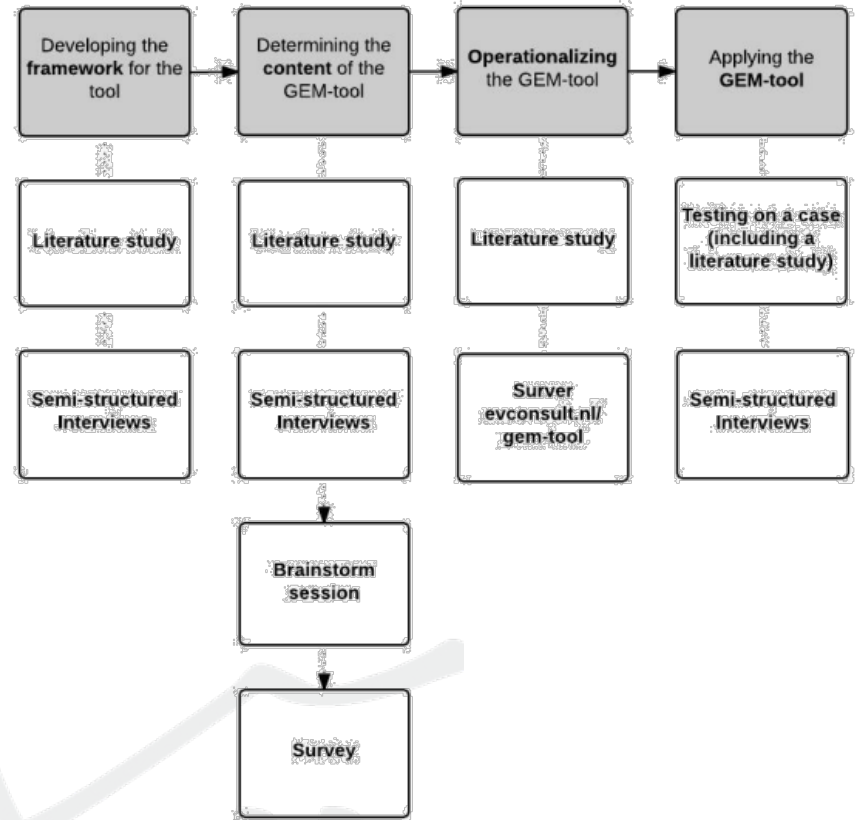 Developing the
framework for the
tool
Determining the
content of the
GEM-tool
Operationalizing
the GEM-tool
Applying the
GEM-tool
Literature study
Literature study
Literature study
Testing on a case
(including a
literature study)
Semi-structured
Interviews
Semi-structured
Interviews
Surver
evconsult.nl/
gem-tool
Semi-structured
Interviews
Brainstorm
session
Survey